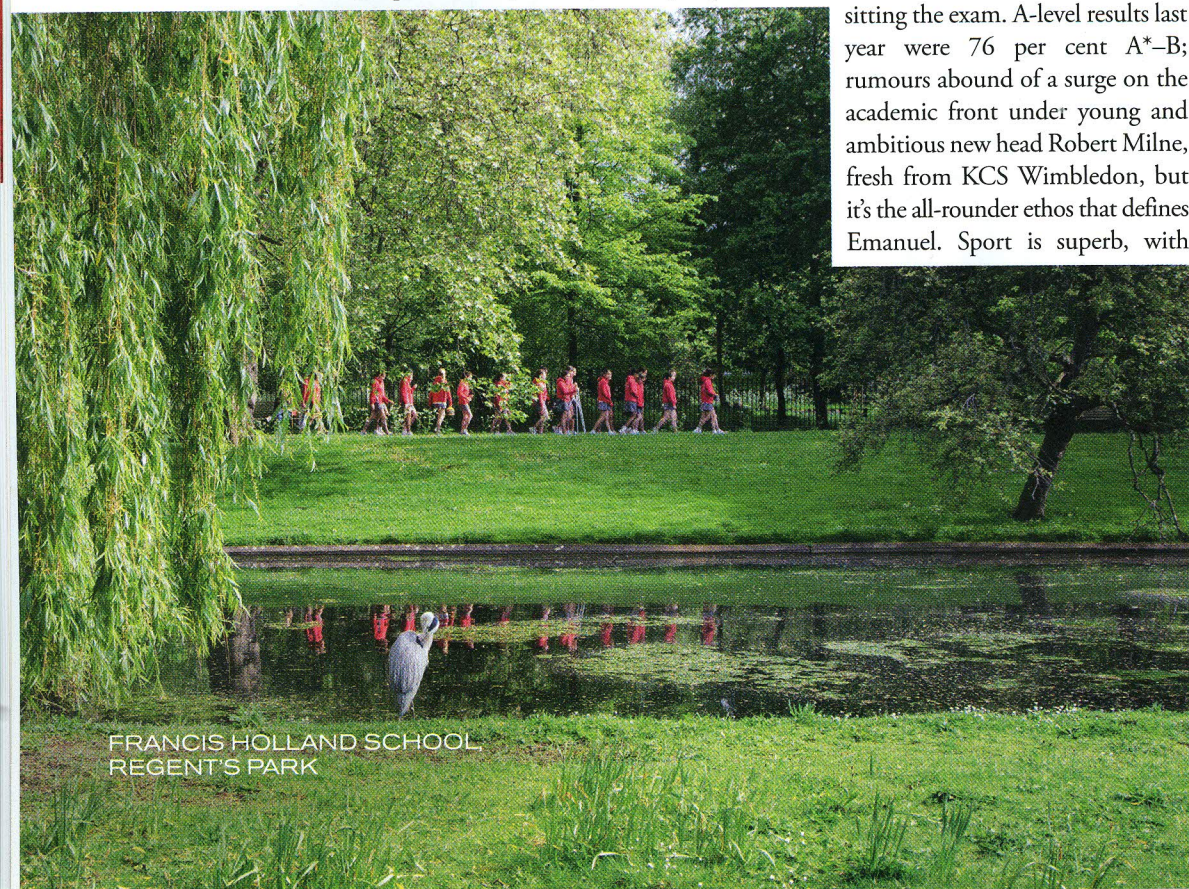 sitting the exam. A-level results last
year were 76 per cent A*–B;
rumours abound of a surge on the
academic front under young and
ambitious new head Robert Milne,
fresh from KCS Wimbledon, but
it's the all-rounder ethos that defines
Emanuel. Sport is superb, with
FRANCIS HOLLAND SCHOOL,
REGENT'S PARK